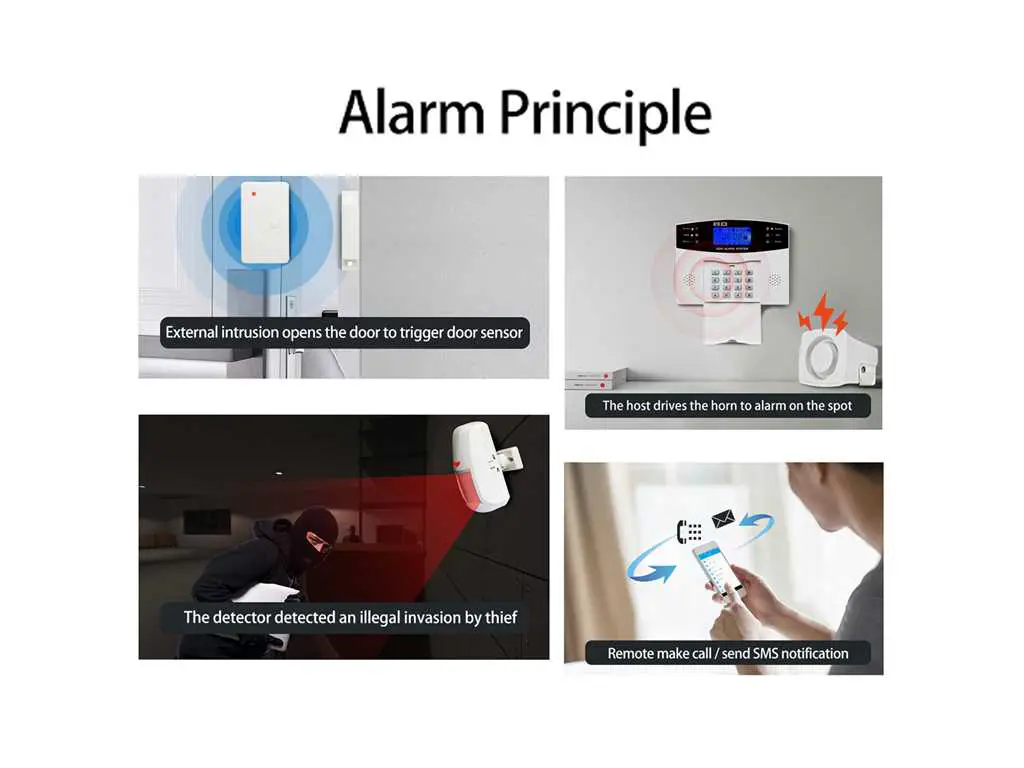 Alarm Principle
External intrusion opens the door to trigger door sensor
The host drives the horn to alarm on the spot
The detector detected an illegal invasion by thief
Remote make call / send SMS notification